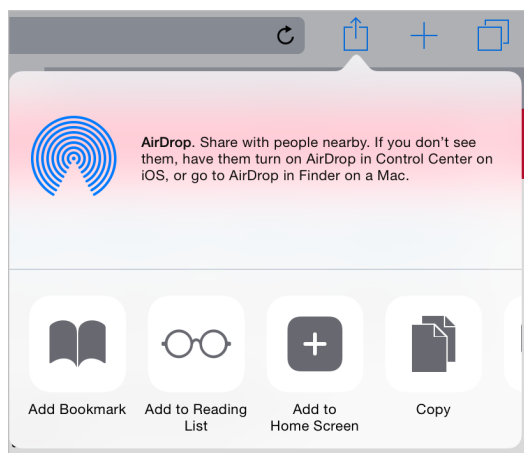 AirDrop. Share with people nearby. If you don't see
them, have them turn on AirDrop in Control Center on
iOS, or go to AirDrop in Finder on a Mac.
Add Bookmark
Add to Reading
List
Add to
Home Screen
Copy